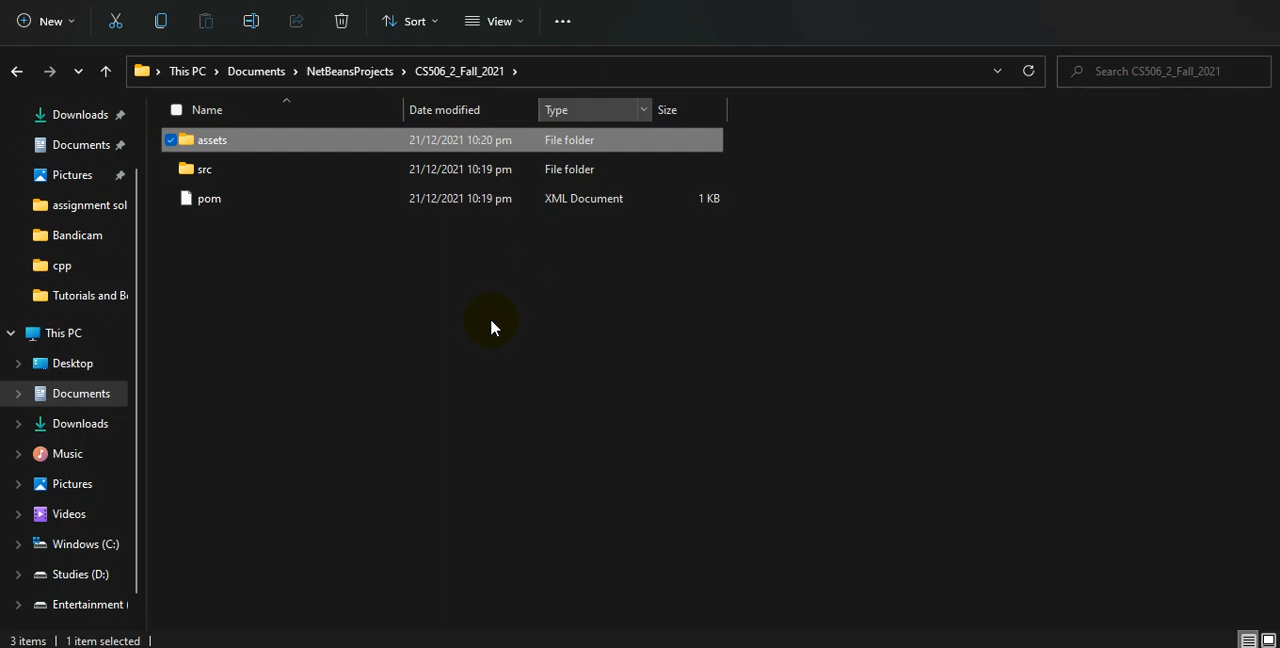 New
Sort
View
This PC > Documents > NetBeansProjects > CS506_2_Fall_2021 >
Search CS506_2_Fall_2021
Name Date modified Type Size
assets 21/12/2021 10:20 pm File folder
src 21/12/2021 10:19 pm File folder
pom 21/12/2021 10:19 pm XML Document 1 KB
Downloads
Documents
Pictures
assignment sol
Bandicam
cpp
Tutorials and B
This PC
Desktop
Documents
Downloads
Music
Pictures
Videos
Windows (C:)
Studies (D:)
Entertainment (
3 items 1 item selected